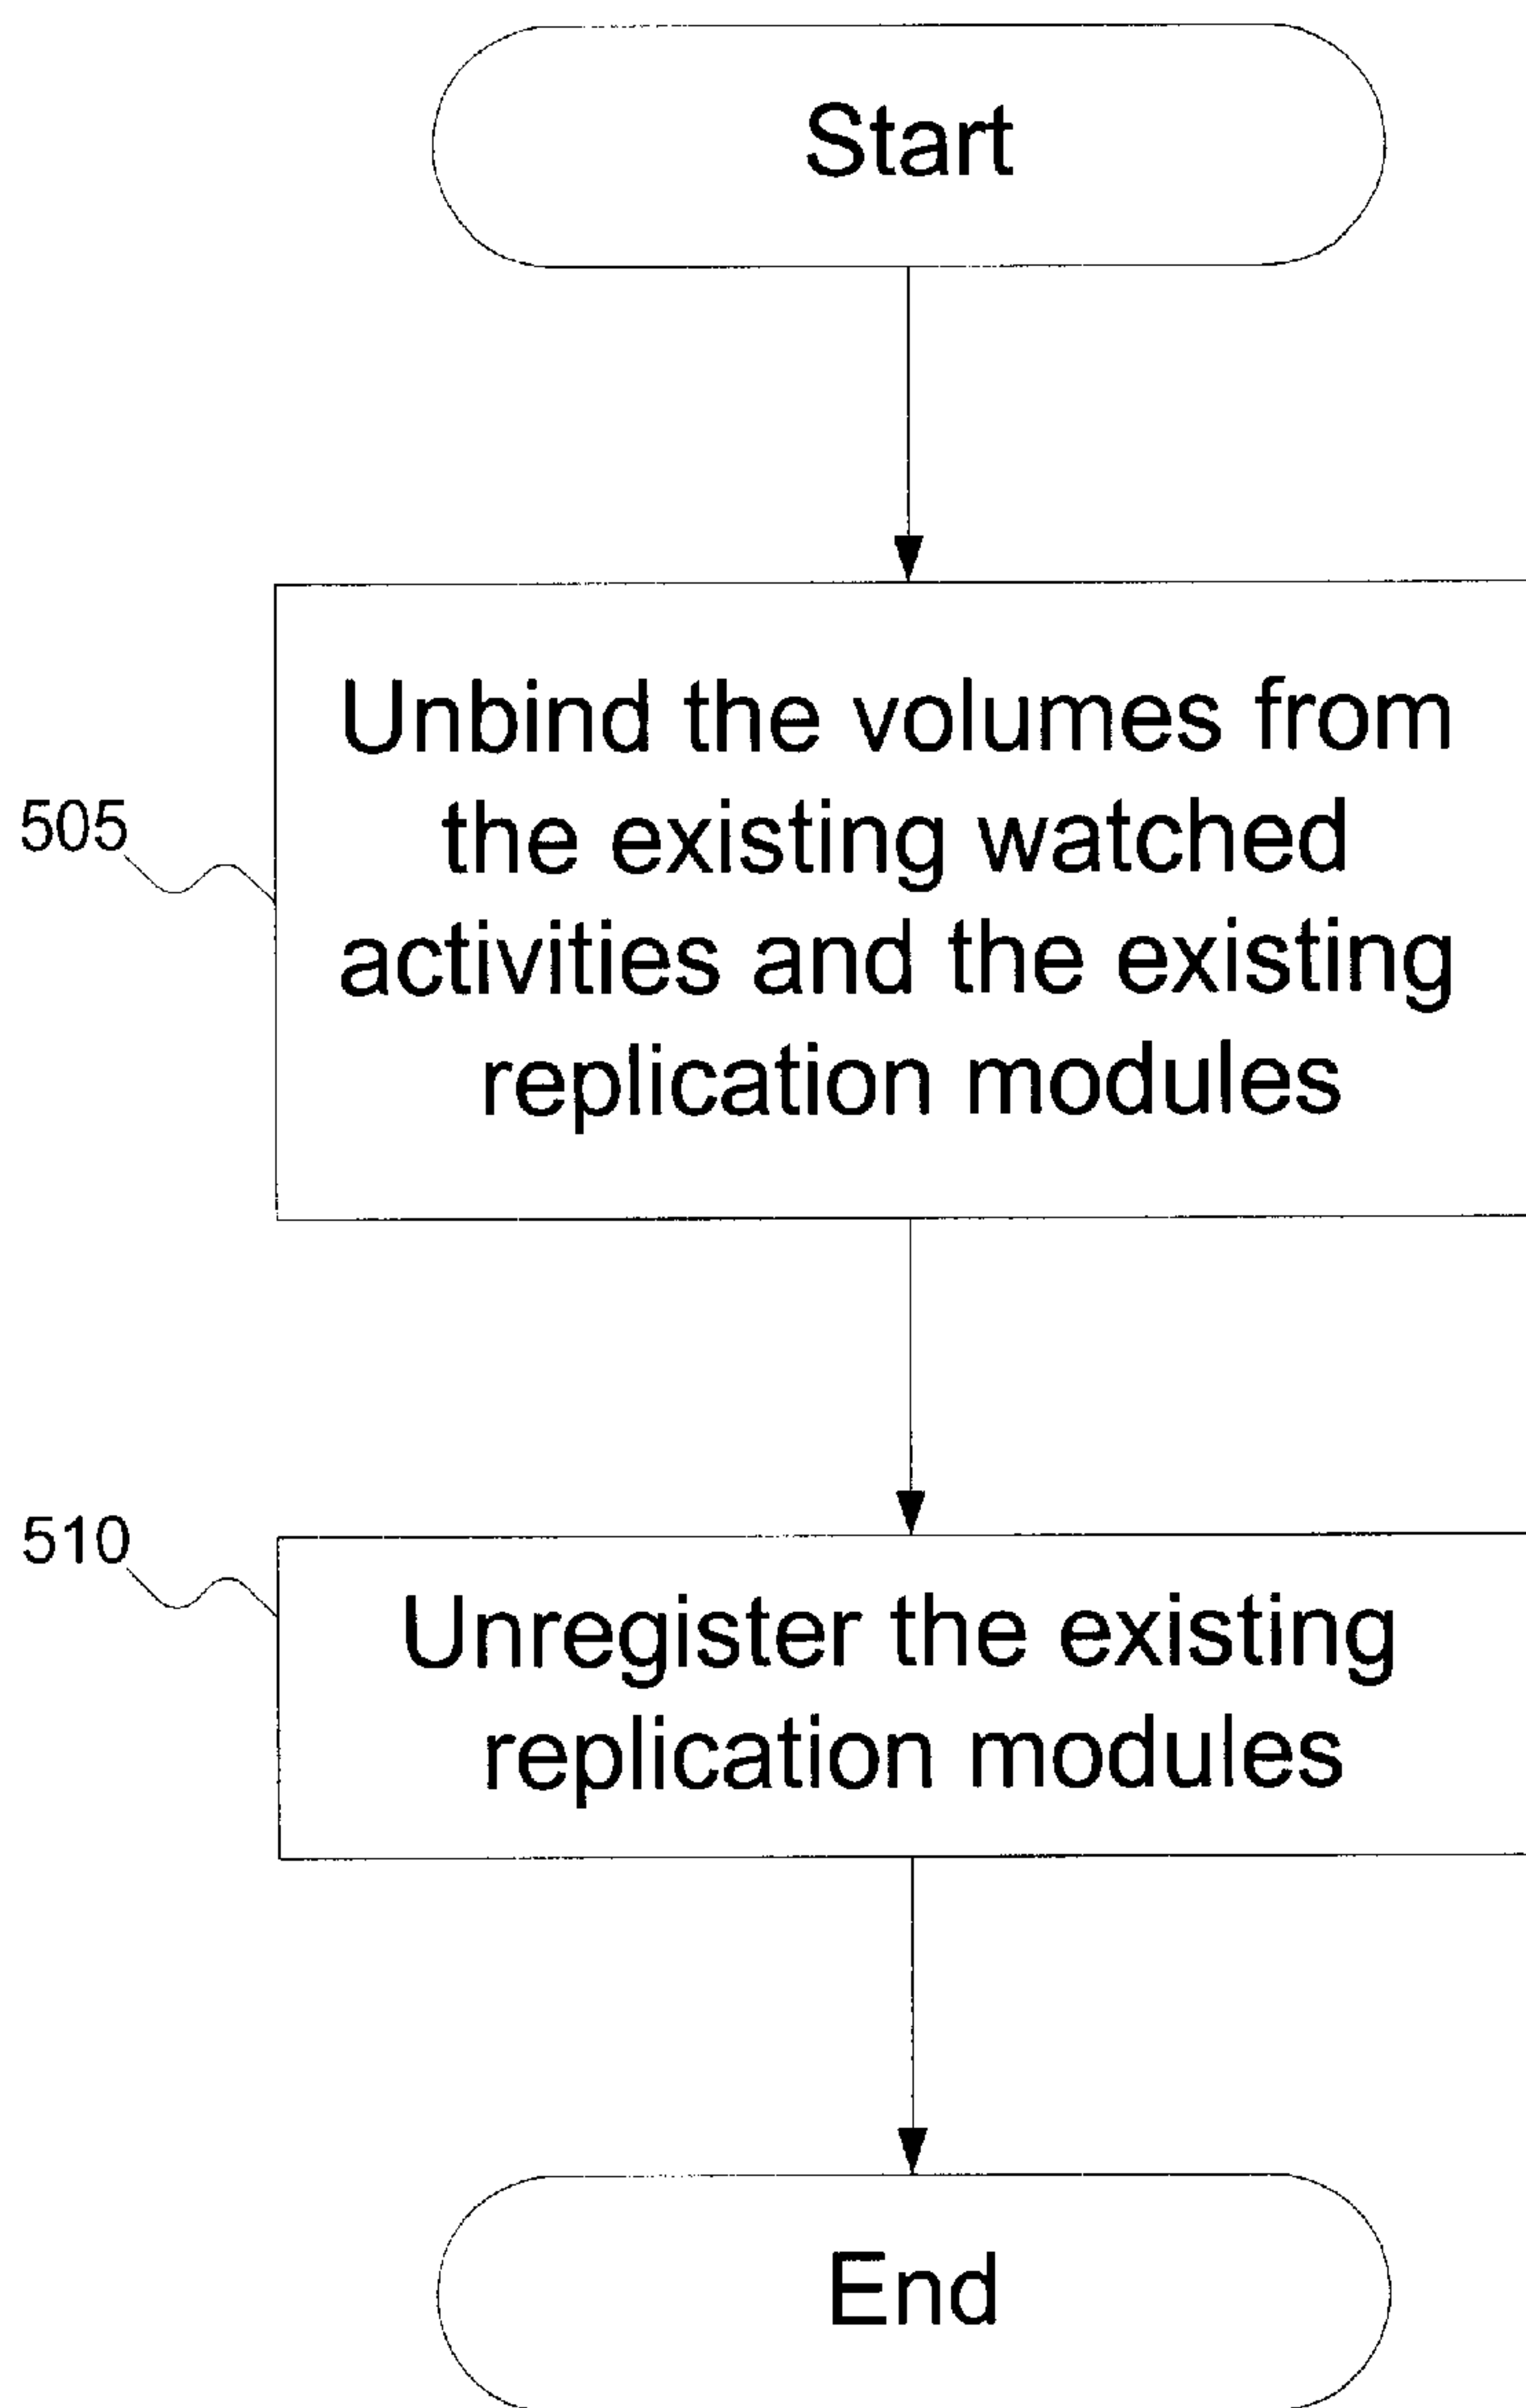 Start
Unbind the volumes from
the existing watched
activities and the existing
replication modules
505
Unregister the existing
replication modules
510
End